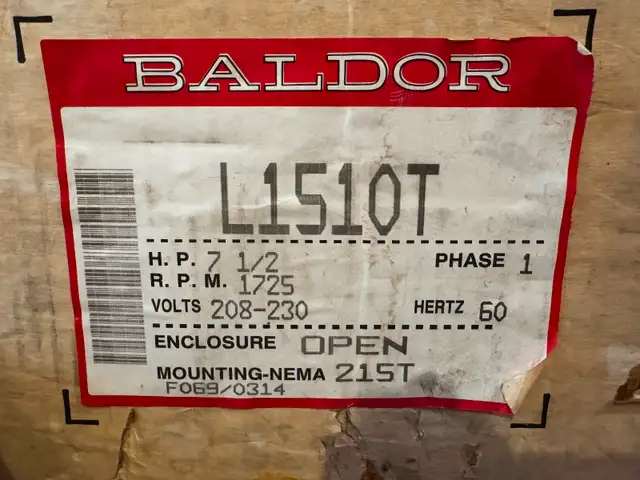 BALDOR
L1510T
H. P. 7 1/2 PHASE 1
R. P. M. 1725
VOLTS 208-230 HERTZ 60
ENCLOSURE OPEN
MOUNTING-NEMA 215T
F069/0314